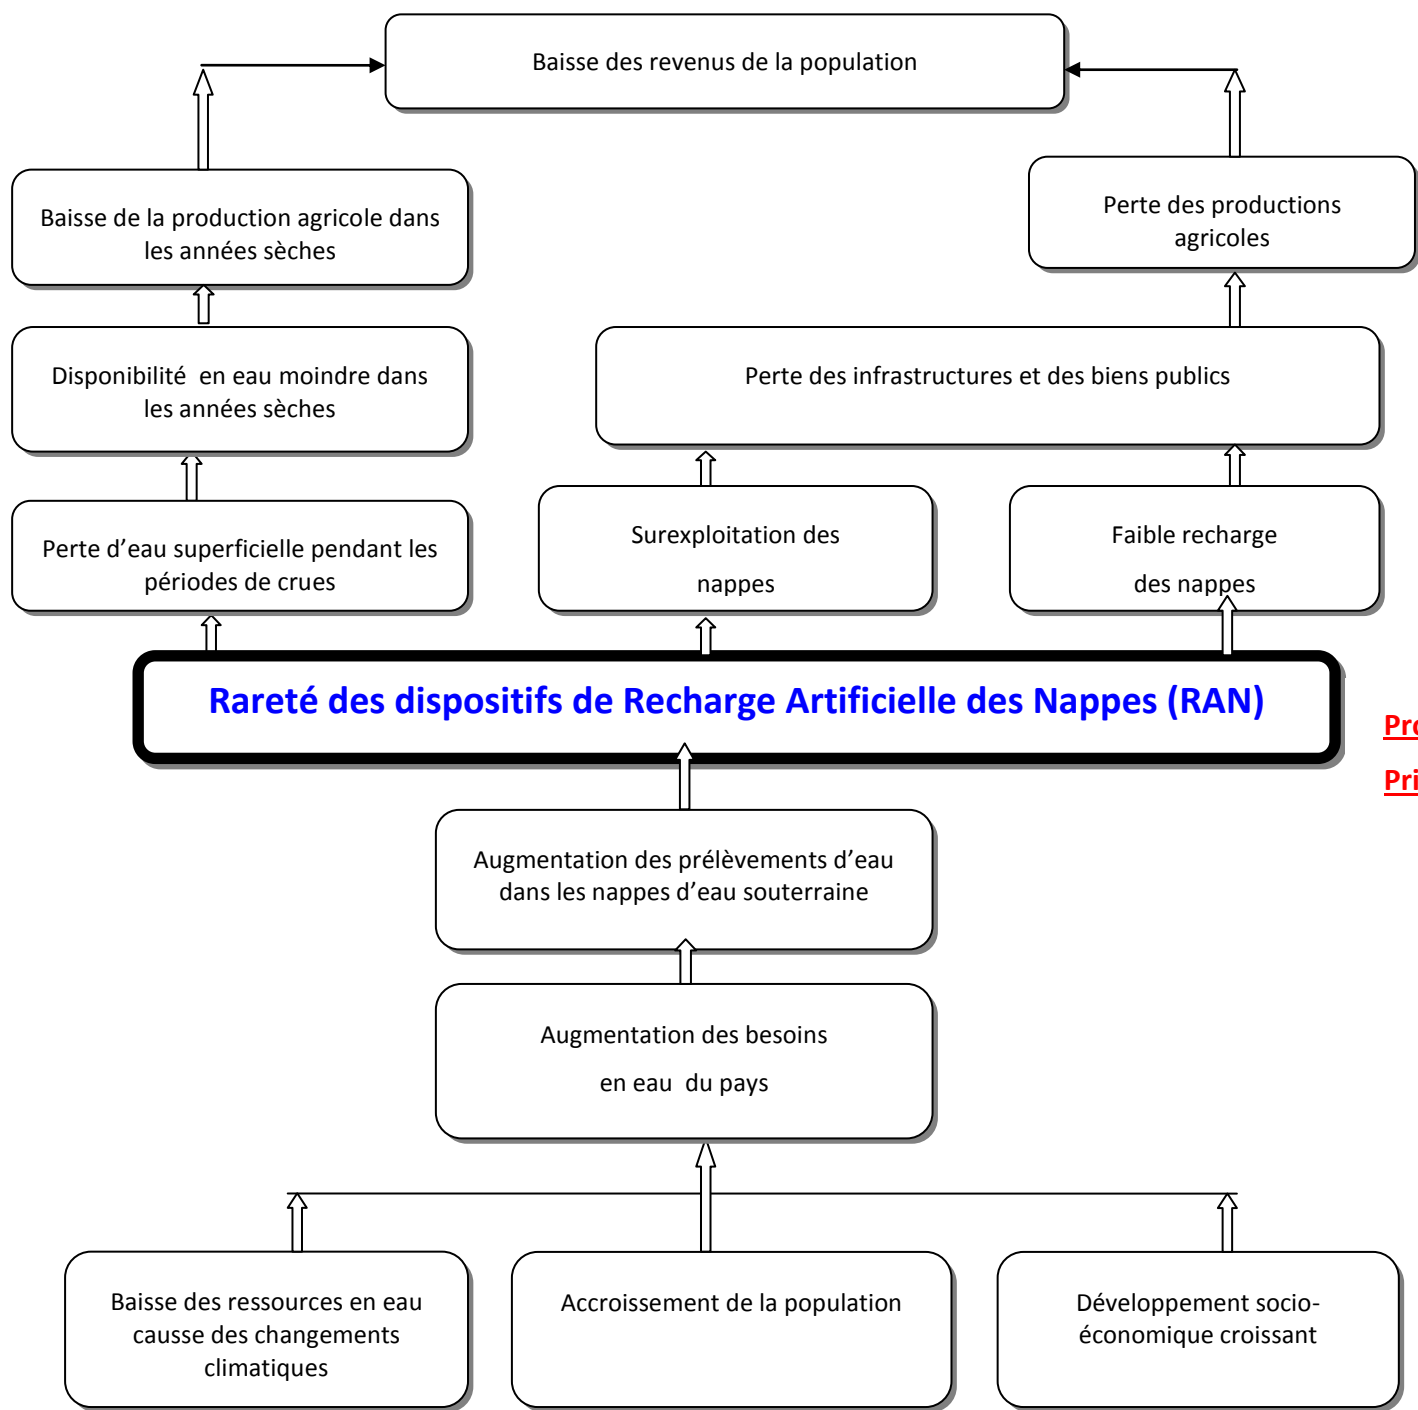 Baisse des revenus de la population
Baisse de la production agricole dans
les années sèches
Perte des productions
agricoles
Disponibilité en eau moindre dans
les années sèches
Perte des infrastructures et des biens publics
Perte d’eau superficielle pendant les
périodes de crues
Surexploitation des
nappes
Faible recharge
des nappes
Rareté des dispositifs de Recharge Artificielle des Nappes (RAN)
Pro
Pri
Augmentation des prélèvements d’eau
dans les nappes d’eau souterraine
Augmentation des besoins
en eau du pays
Baisse des ressources en eau
causse des changements
climatiques
Accroissement de la population
Développement socio-
économique croissant